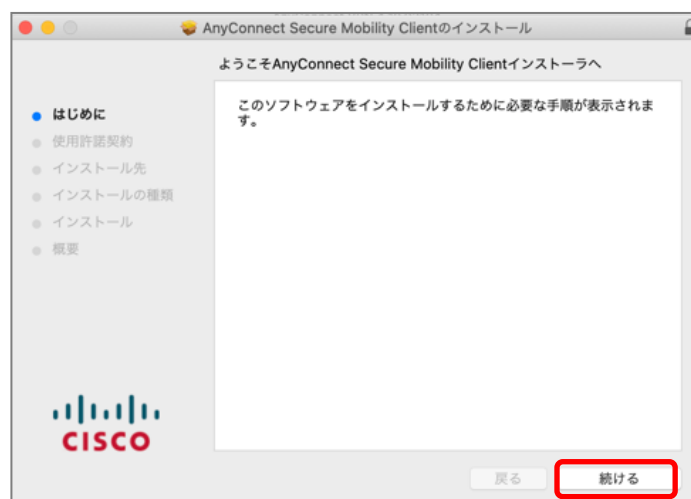 AnyConnect Secure Mobility Clientのインストール
ようこそAnyConnect Secure Mobility Clientインストーラへ
はじめに
使用許諾契約
インストール先
インストールの種類
インストール
概要
このソフトウェアをインストールするために必要な手順が表示されま
す。
CISCO
戻る
続ける